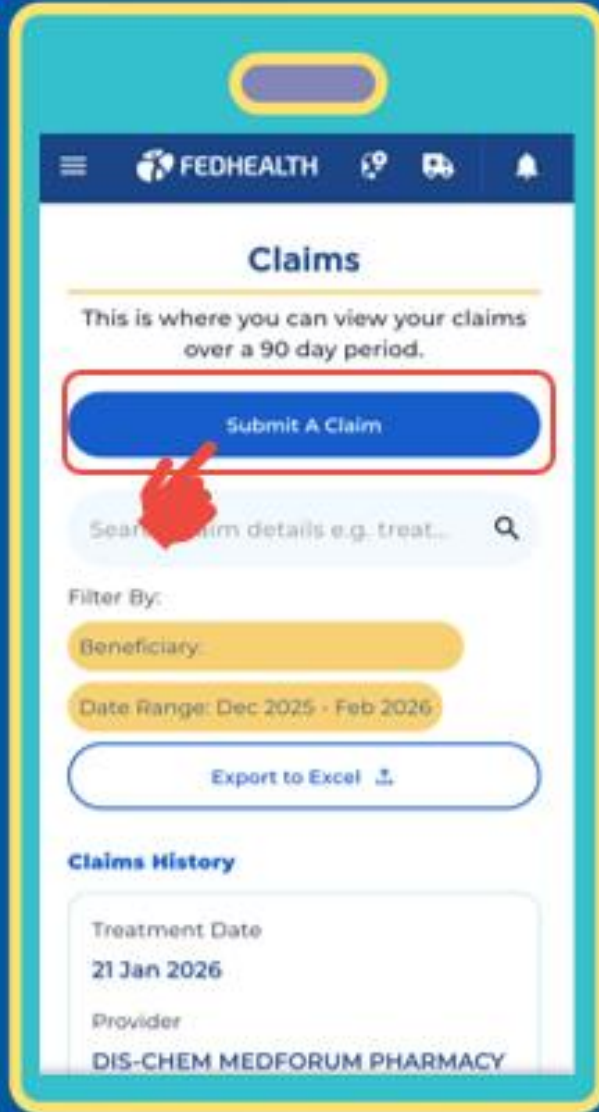 FEDHEALTH
Claims
This is where you can view your claims
over a 90 day period.
Submit A Claim
details e.g. treat...
Filter By:
Beneficiary:
Date Range: Dec 2025 - Feb 2026
Export to Excel
Claims History
Treatment Date
21 Jan 2026
Provider
DIS-CHEM MEDFORUM PHARMACY